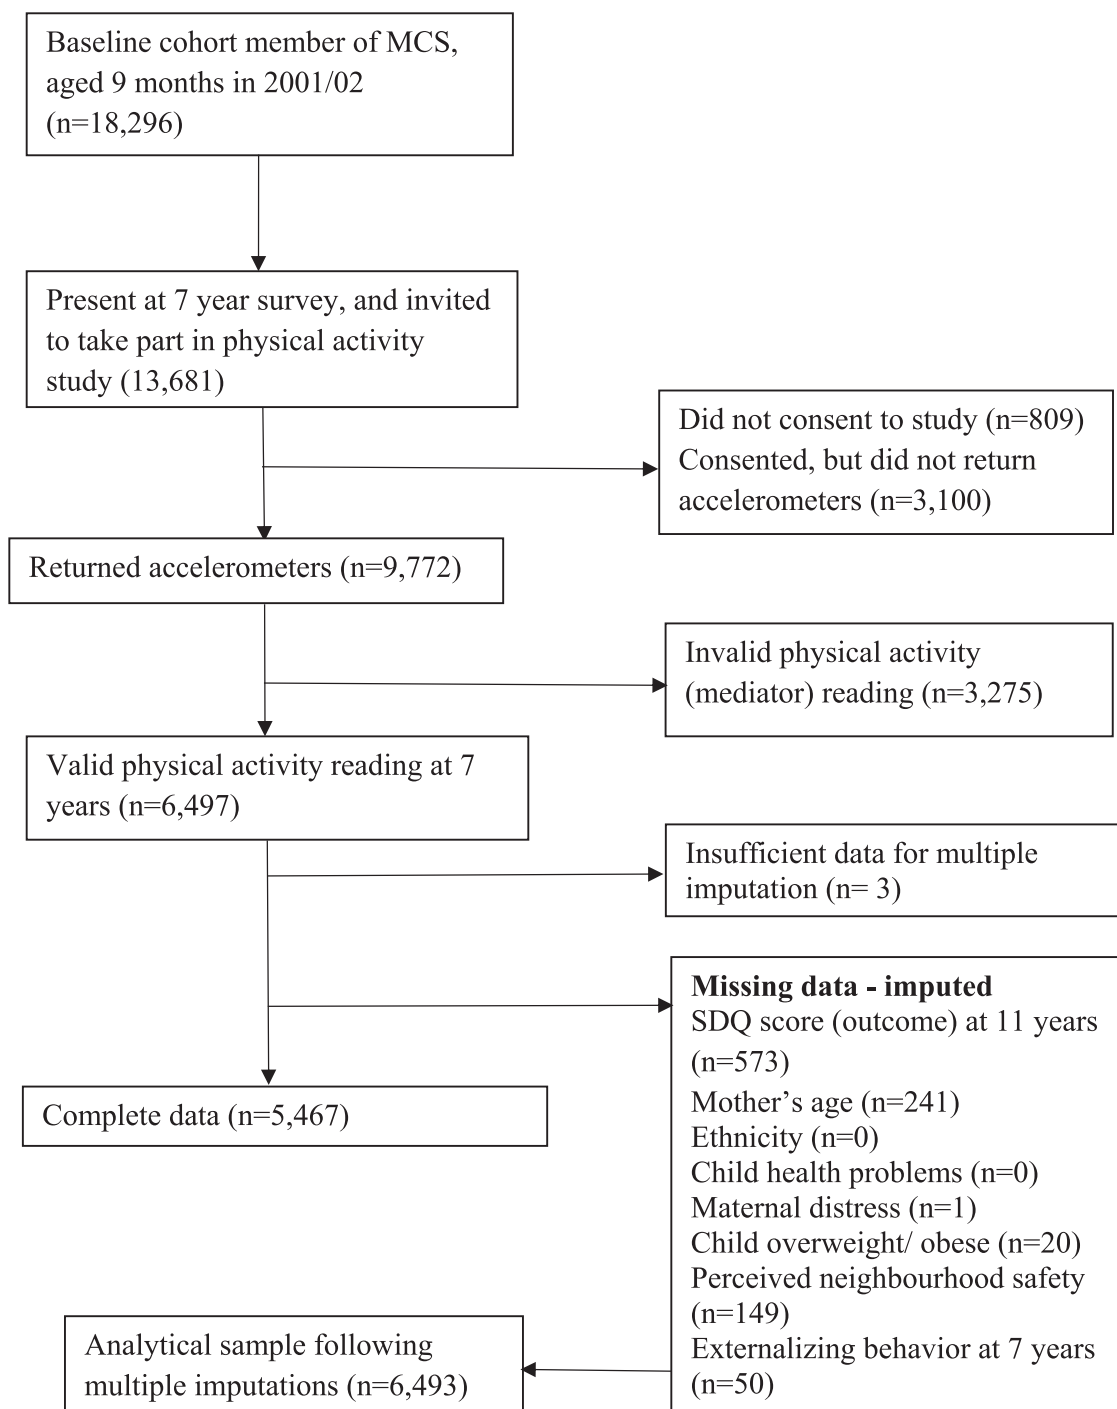 Baseline cohort member of MCS,
aged 9 months in 2001/02
(n=18,296)
Present at 7 year survey, and invited
to take part in physical activity
study (13,681)
Did not consent to study (n=809)
Consented, but did not return
accelerometers (n=3,100)
Returned accelerometers (n=9,772)
Invalid physical activity
(mediator) reading (n=3,275)
Valid physical activity reading at 7
years (n=6,497)
Insufficient data for multiple
imputation (n= 3)
Missing data - imputed
SDQ score (outcome) at 11 years
(n=573)
Mother’s age (n=241)
Ethnicity (n=0)
Child health problems (n=0)
Maternal distress (n=1)
Child overweight/ obese (n=20)
Perceived neighbourhood safety
(n=149)
Externalizing behavior at 7 years
(n=50)
Complete data (n=5,467)
Analytical sample following
multiple imputations (n=6,493)